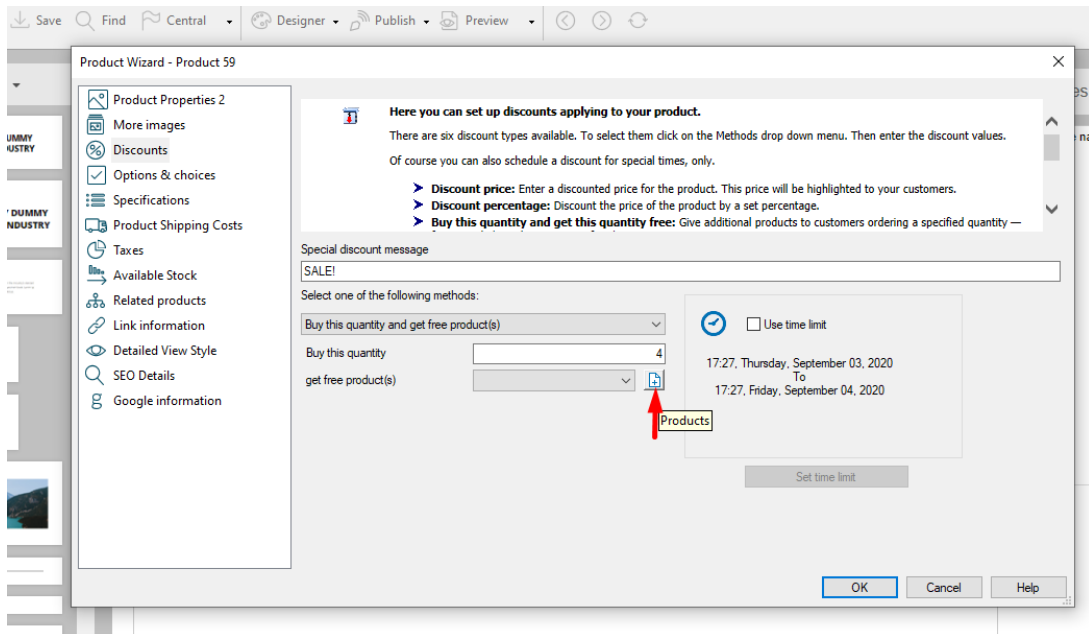 Save Find Central Designer Publish Preview
Product Wizard - Product 59
Product Properties 2
More images
Discounts
Options & choices
Specifications
Product Shipping Costs
Taxes
Available Stock
Related products
Link information
Detailed View Style
SEO Details
Google information
Here you can set up discounts applying to your product.
There are six discount types available. To select them click on the Methods drop down menu. Then enter the discount values.
Of course you can also schedule a discount for special times, only.
Discount price: Enter a discounted price for the product. This price will be highlighted to your customers.
Discount percentage: Discount the price of the product by a set percentage.
Buy this quantity and get this quantity free: Give additional products to customers ordering a specified quantity —
Special discount message
SALE!
Select one of the following methods:
Buy this quantity and get free product(s)
Buy this quantity 4
get free product(s)
Products
Use time limit
17:27, Thursday, September 03, 2020
To
17:27, Friday, September 04, 2020
Set time limit
OK Cancel Help
UMMY
USTRY
DUMMY
NDUSTRY
es
na